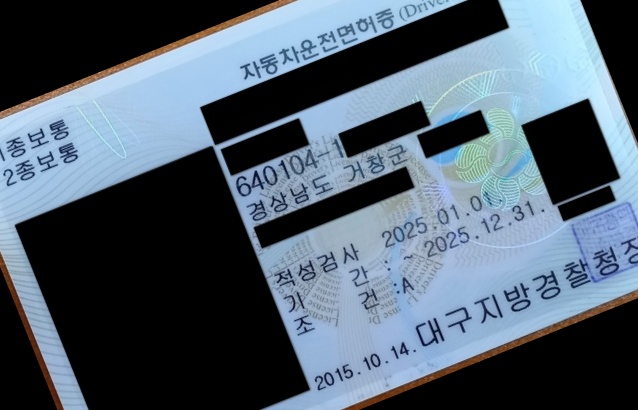 자동차운전면허증 (Driver
1종보통
2종보통
640104-1
경상남도 거창군
적성검사 2025.01.01
기 간 : ~ 2025.12.31.
조 건 :A
2015.10.14. 대구지방경찰청장